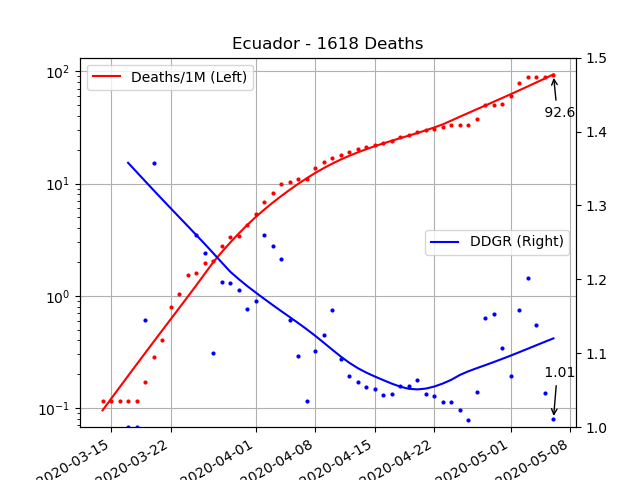 Ecuador - 1618 Deaths
10² 1.5
Deaths/1M (Left)
92.6
1.4
10¹ 1.3
DDGR (Right)
1.2
10⁰
1.1
1.01
10⁻¹ 1.0
2020-03-15 2020-03-22 2020-04-01 2020-04-08 2020-04-15 2020-04-22 2020-05-01 2020-05-08